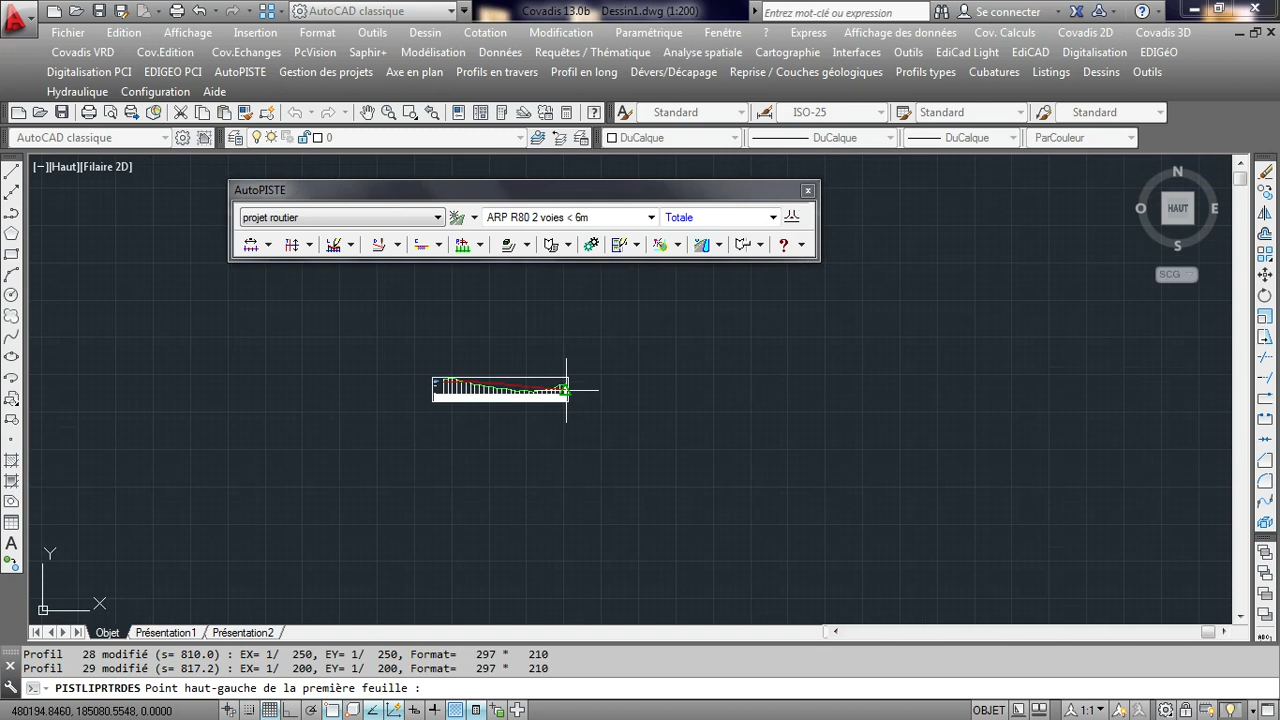 AutoCAD classique Covadis 13.0b Dessin1.dwg (1:200) Entrez mot-clé ou expression Se connecter
Fichier Edition Affichage Insertion Format Outils Dessin Cotation Modification Paramétrique Fenêtre ? Express Affichage des données Cov. Calculs Covadis 2D Covadis 3D
Covadis VRD Cov.Edition Cov.Echanges PcVision Saphir+ Modélisation Données Requêtes / Thématique Analyse spatiale Cartographie Interfaces Outils EdiCad Light EdiCAD Digitalisation EDIGéO
Digitalisation PCI EDIGEO PCI AutoPISTE Gestion des projets Axe en plan Profils en travers Profil en long Dévers/Décapage Reprise / Couches géologiques Profils types Cubatures Listings Dessins Outils
Hydraulique Configuration Aide
Standard ISO-25 Standard Standard
AutoCAD classique 0 DuCalque DuCalque DuCalque ParCouleur
[−][Haut][Filaire 2D]
AutoPISTE
projet routier ARP R80 2 voies < 6m Totale
N
O HAUT E
S
SCG
Y
X
Objet Présentation1 Présentation2
Profil 28 modifié (s= 810.0) : EX= 1/ 250, EY= 1/ 250, Format= 297 * 210
Profil 29 modifié (s= 817.2) : EX= 1/ 200, EY= 1/ 200, Format= 297 * 210
PISTLIPRTRDES Point haut-gauche de la première feuille :
480194.8460, 185080.5548, 0.0000 OBJET 1:1